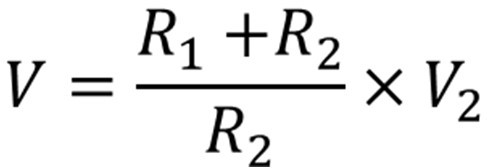 V = (R₁ + R₂) / R₂ × V₂